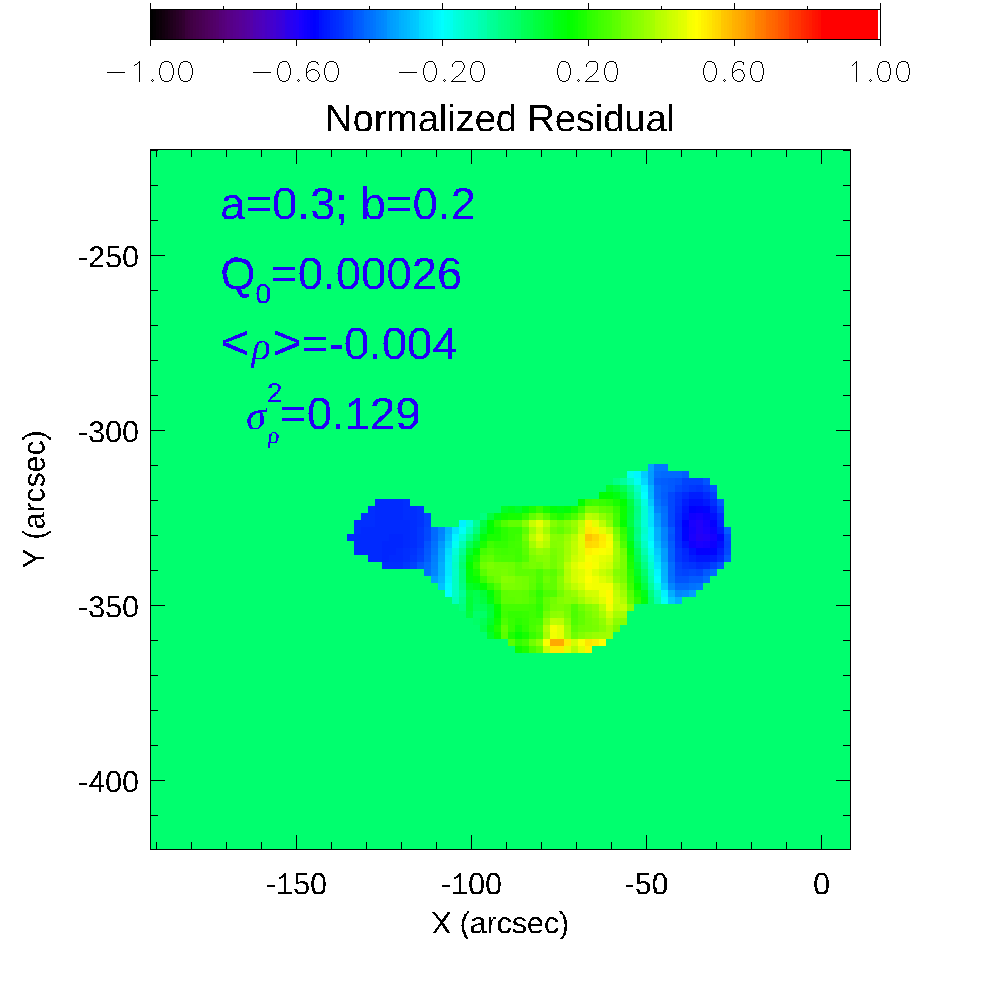 −1.00 −0.60 −0.20 0.20 0.60 1.00
Normalized Residual
a=0.3; b=0.2
Q₀=0.00026
<ρ>=-0.004
σ²ᵨ=0.129
-250
-300
-350
-400
Y (arcsec)
-150 -100 -50 0
X (arcsec)